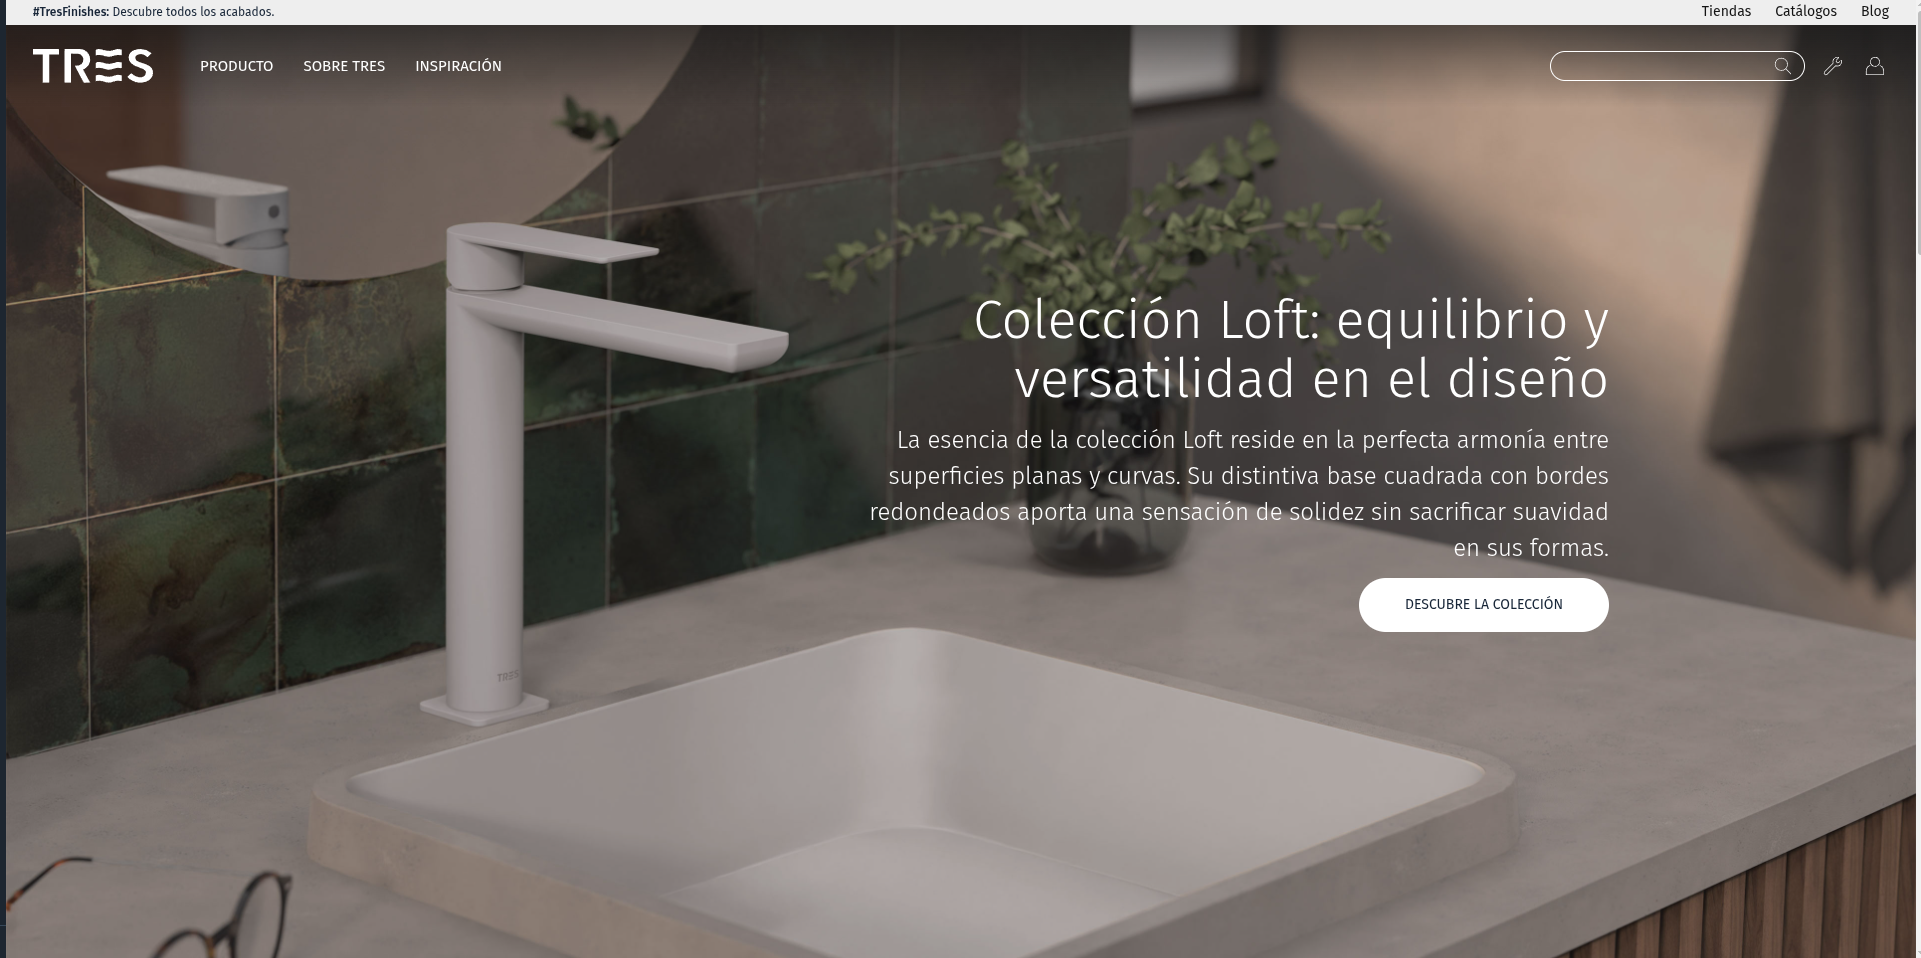 #TresFinishes: Descubre todos los acabados.
Tiendas Catálogos Blog
TRES PRODUCTO SOBRE TRES INSPIRACIÓN
Colección Loft: equilibrio y
versatilidad en el diseño
La esencia de la colección Loft reside en la perfecta armonía entre
superficies planas y curvas. Su distintiva base cuadrada con bordes
redondeados aporta una sensación de solidez sin sacrificar suavidad
en sus formas.
DESCUBRE LA COLECCIÓN
TRES